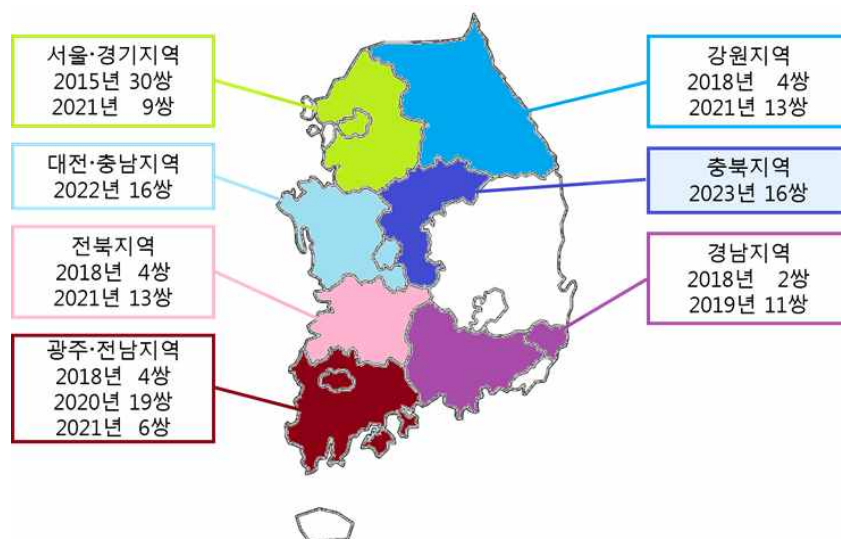 서울·경기지역
2015년 30쌍
2021년 9쌍
대전·충남지역
2022년 16쌍
전북지역
2018년 4쌍
2021년 13쌍
광주·전남지역
2018년 4쌍
2020년 19쌍
2021년 6쌍
강원지역
2018년 4쌍
2021년 13쌍
충북지역
2023년 16쌍
경남지역
2018년 2쌍
2019년 11쌍